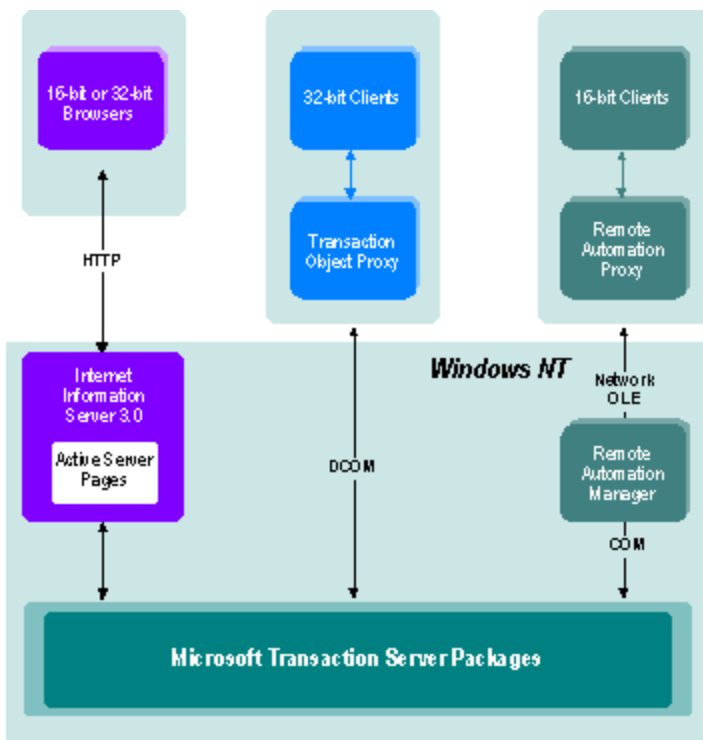 16-bit or 32-bit
Browsers
32-bit Clients
16-bit Clients
Transaction
Object Proxy
Remote
Automation
Proxy
HTTP
Windows NT
Internet
Information
Server 3.0
Active Server
Pages
DCOM
Network
OLE
Remote
Automation
Manager
COM
Microsoft Transaction Server Packages